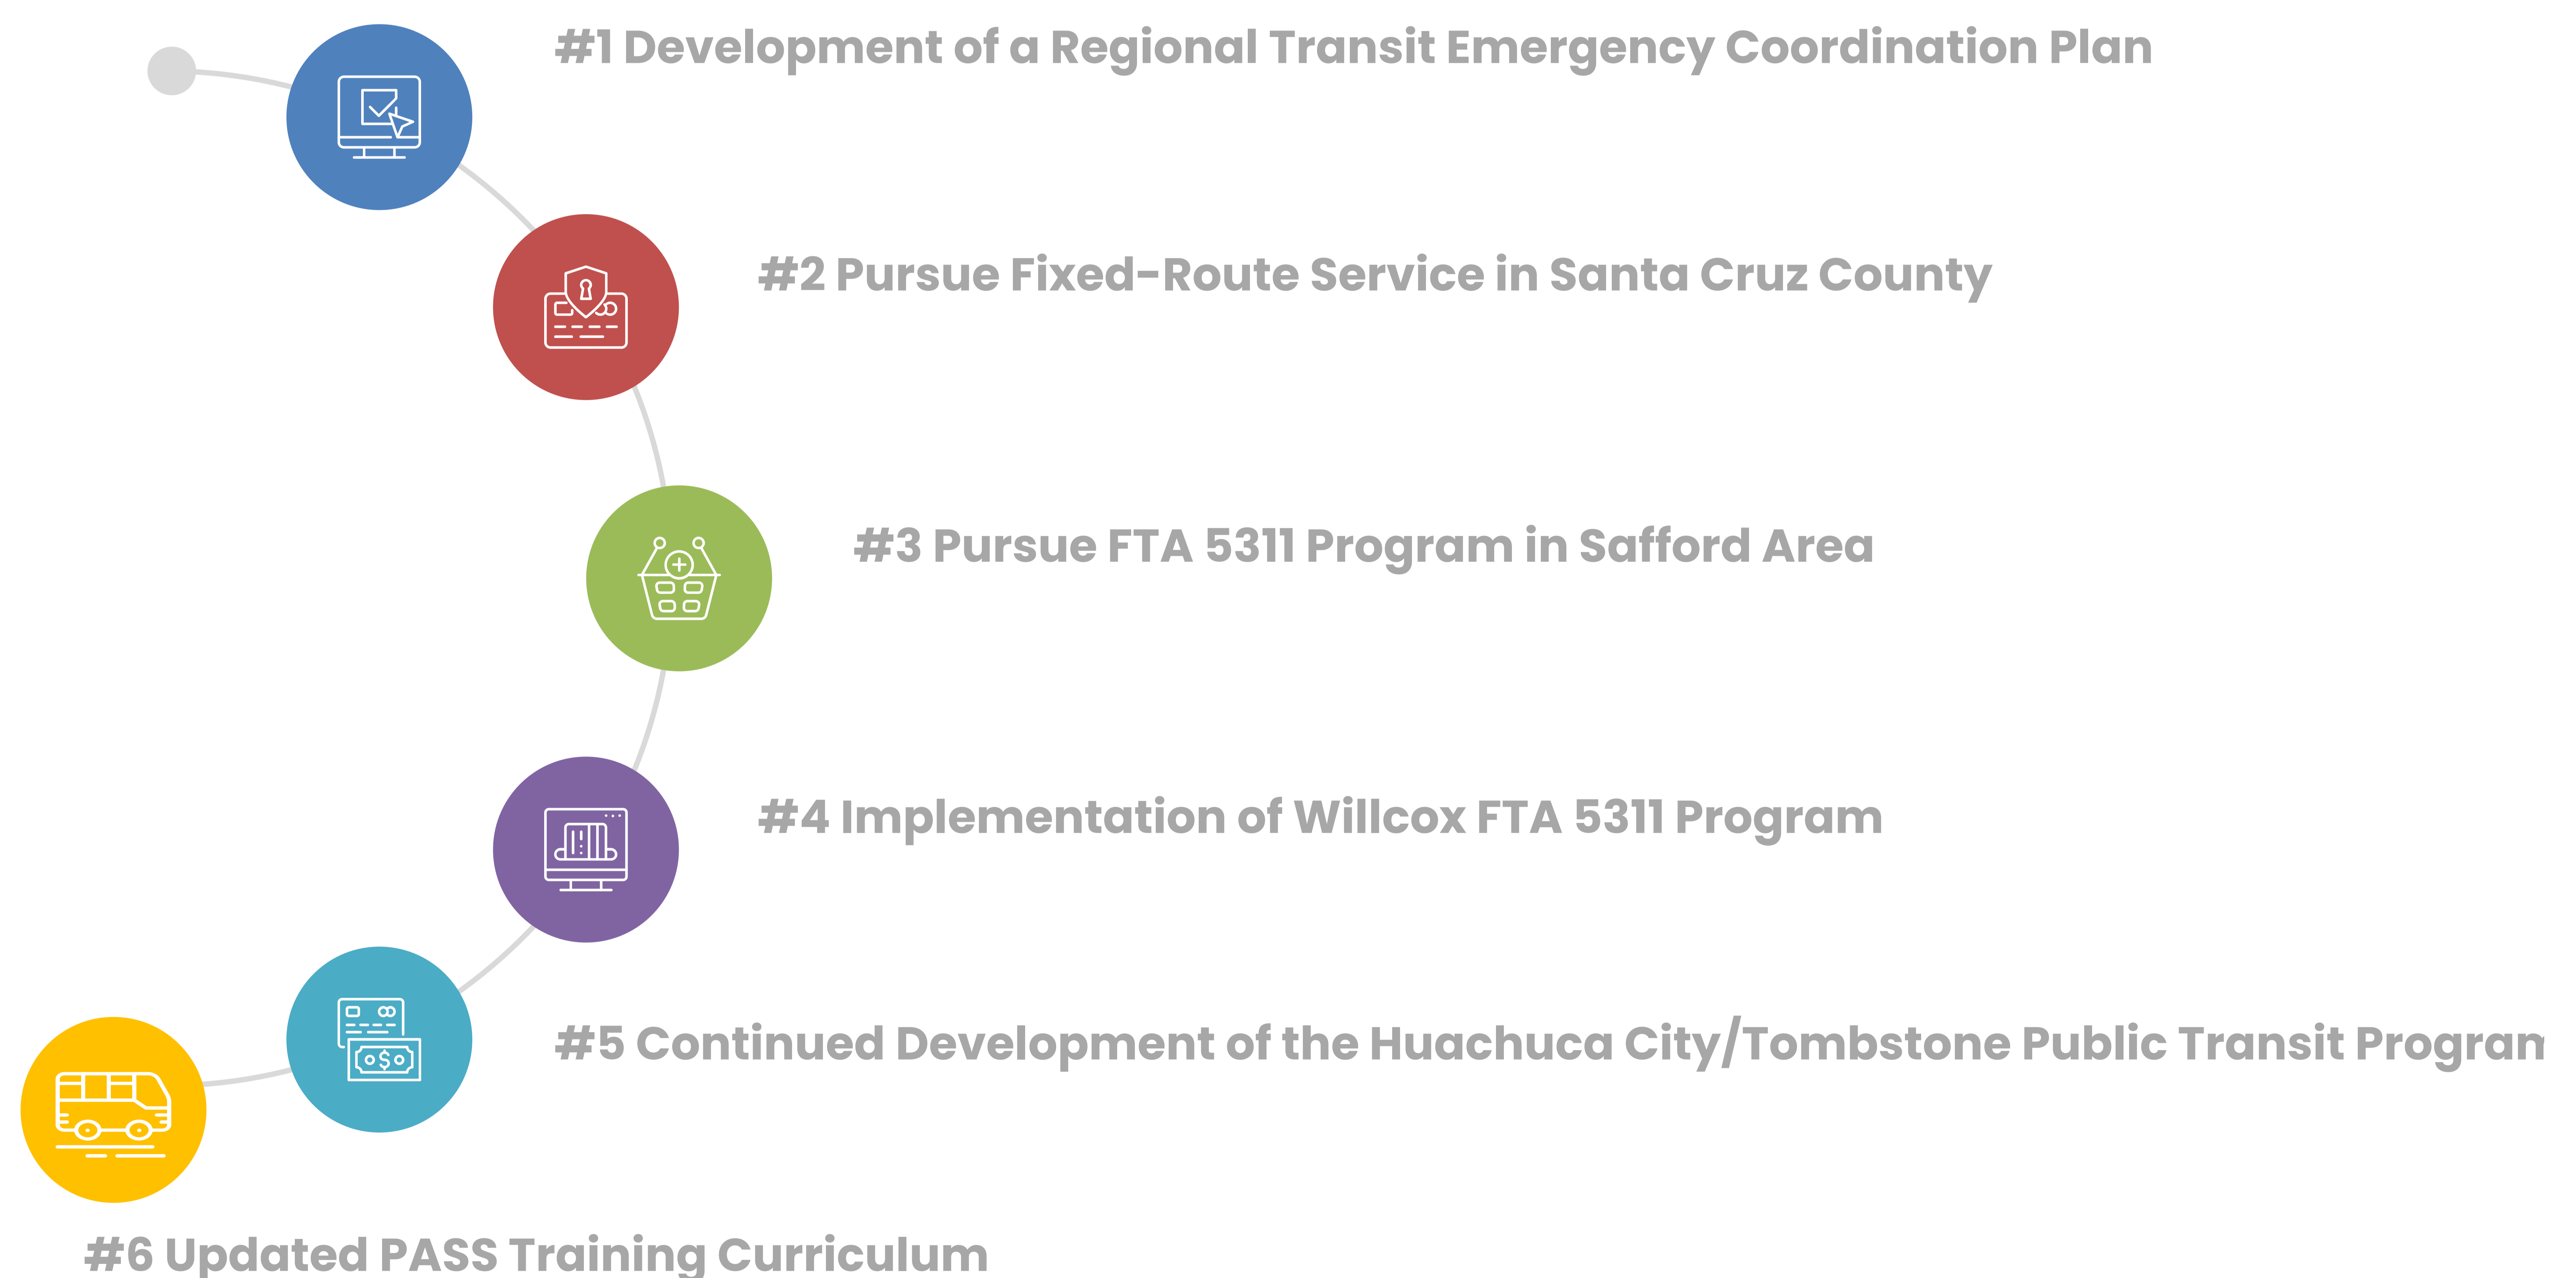 #1 Development of a Regional Transit Emergency Coordination Plan
#2 Pursue Fixed-Route Service in Santa Cruz County
#3 Pursue FTA 5311 Program in Safford Area
#4 Implementation of Willcox FTA 5311 Program
#5 Continued Development of the Huachuca City/Tombstone Public Transit Program
#6 Updated PASS Training Curriculum